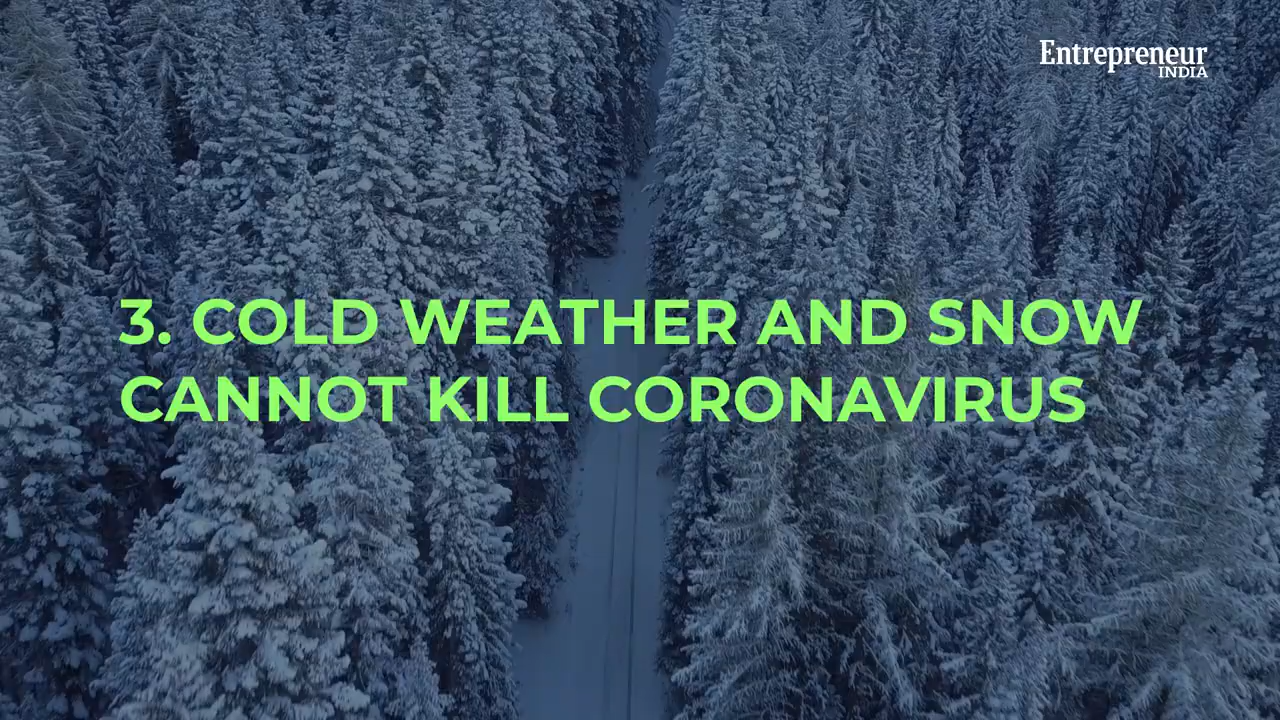 Entrepreneur
INDIA
3. COLD WEATHER AND SNOW
CANNOT KILL CORONAVIRUS